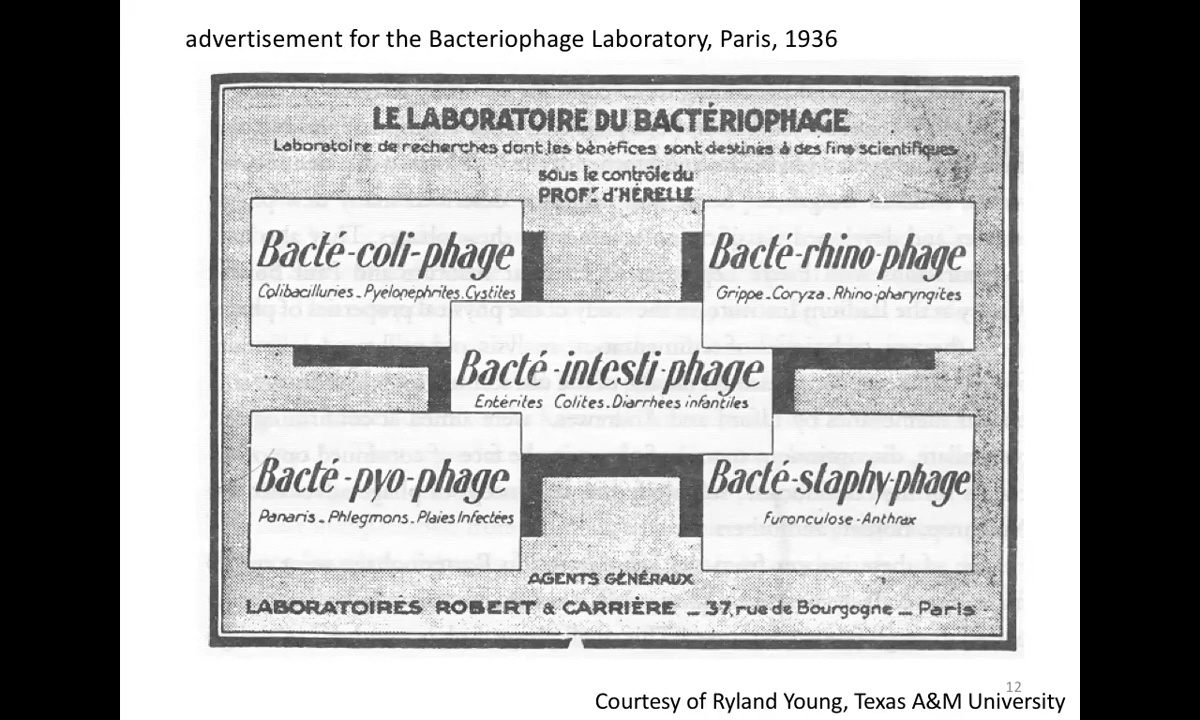 advertisement for the Bacteriophage Laboratory, Paris, 1936
LE LABORATOIRE DU BACTÉRIOPHAGE
Laboratoire de recherches dont les bénéfices sont destinés à des fins scientifiques
sous le contrôle du
PROFR. d'HÉRELLE
Bacté-coli-phage
Colibacilluries - Pyélonephrites. Cystites
Bacté-rhino-phage
Grippe - Coryza. Rhino-pharyngites
Bacté-intesti-phage
Entérites Colites. Diarrhées infantiles
Bacté-pyo-phage
Panaris - Phlegmons. Plaies Infectées
Bacté-staphy-phage
Furonculose - Anthrax
AGENTS GÉNÉRAUX
LABORATOIRES ROBERT & CARRIÈRE - 37, rue de Bourgogne - Paris
12
Courtesy of Ryland Young, Texas A&M University